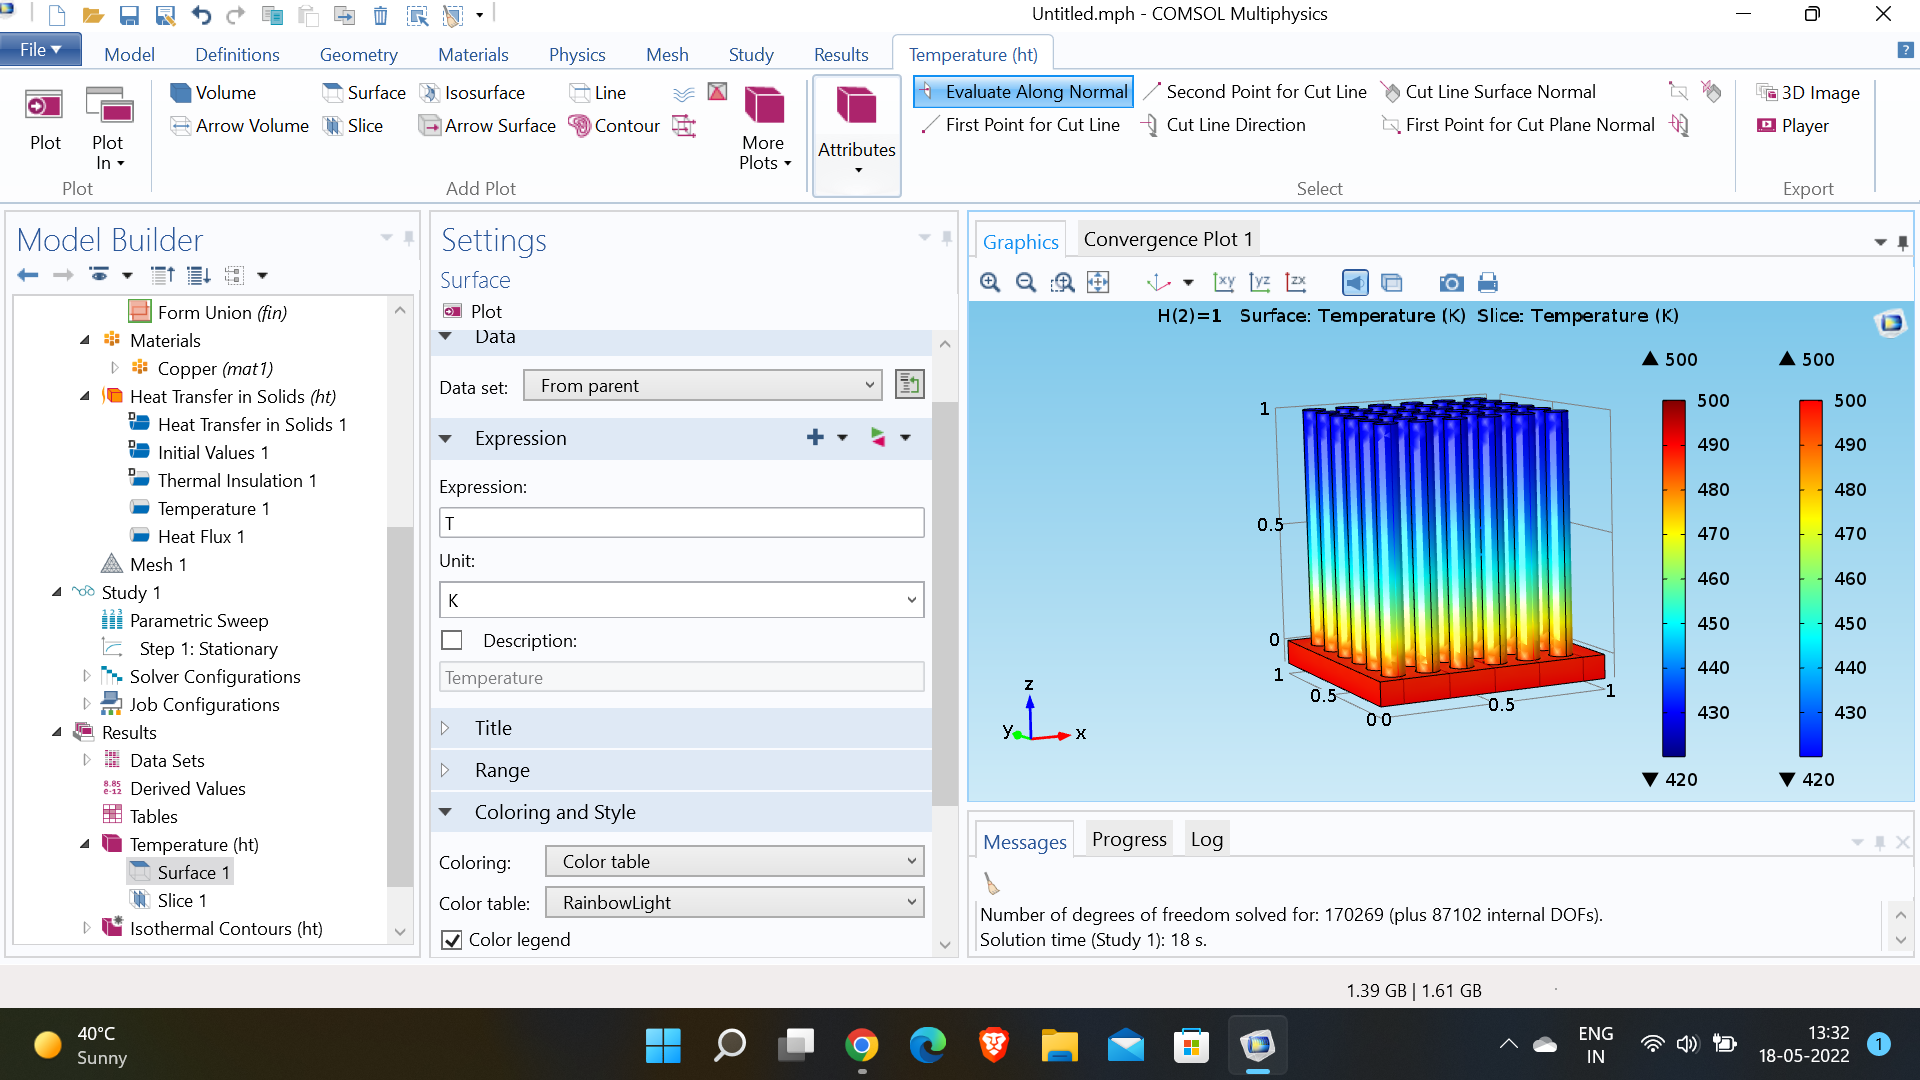 Untitled.mph - COMSOL Multiphysics
File
Model
Definitions
Geometry
Materials
Physics
Mesh
Study
Results
Temperature (ht)
Plot
Plot In
Plot
Volume
Arrow Volume
Surface
Slice
Isosurface
Arrow Surface
Line
Contour
More Plots
Add Plot
Attributes
Evaluate Along Normal
First Point for Cut Line
Second Point for Cut Line
Cut Line Direction
Cut Line Surface Normal
First Point for Cut Plane Normal
Select
3D Image
Player
Export
Model Builder
Form Union (fin)
Materials
Copper (mat1)
Heat Transfer in Solids (ht)
Heat Transfer in Solids 1
Initial Values 1
Thermal Insulation 1
Temperature 1
Heat Flux 1
Mesh 1
Study 1
Parametric Sweep
Step 1: Stationary
Solver Configurations
Job Configurations
Results
Data Sets
8.85 e-12
Derived Values
Tables
Temperature (ht)
Surface 1
Slice 1
Isothermal Contours (ht)
Settings
Surface
Plot
Data
Data set: From parent
Expression
Expression:
T
Unit:
K
Description:
Temperature
Title
Range
Coloring and Style
Coloring: Color table
Color table: RainbowLight
Color legend
Graphics
Convergence Plot 1
xy
yz
zx
H(2)=1 Surface: Temperature (K) Slice: Temperature (K)
1
0.5
0
1
0.5
0 0
0.5
1
z
y
x
500
500
490
480
470
460
450
440
430
420
500
500
490
480
470
460
450
440
430
420
Messages
Progress
Log
Number of degrees of freedom solved for: 170269 (plus 87102 internal DOFs).
Solution time (Study 1): 18 s.
1.39 GB | 1.61 GB
40°C
Sunny
ENG
IN
13:32
18-05-2022
1